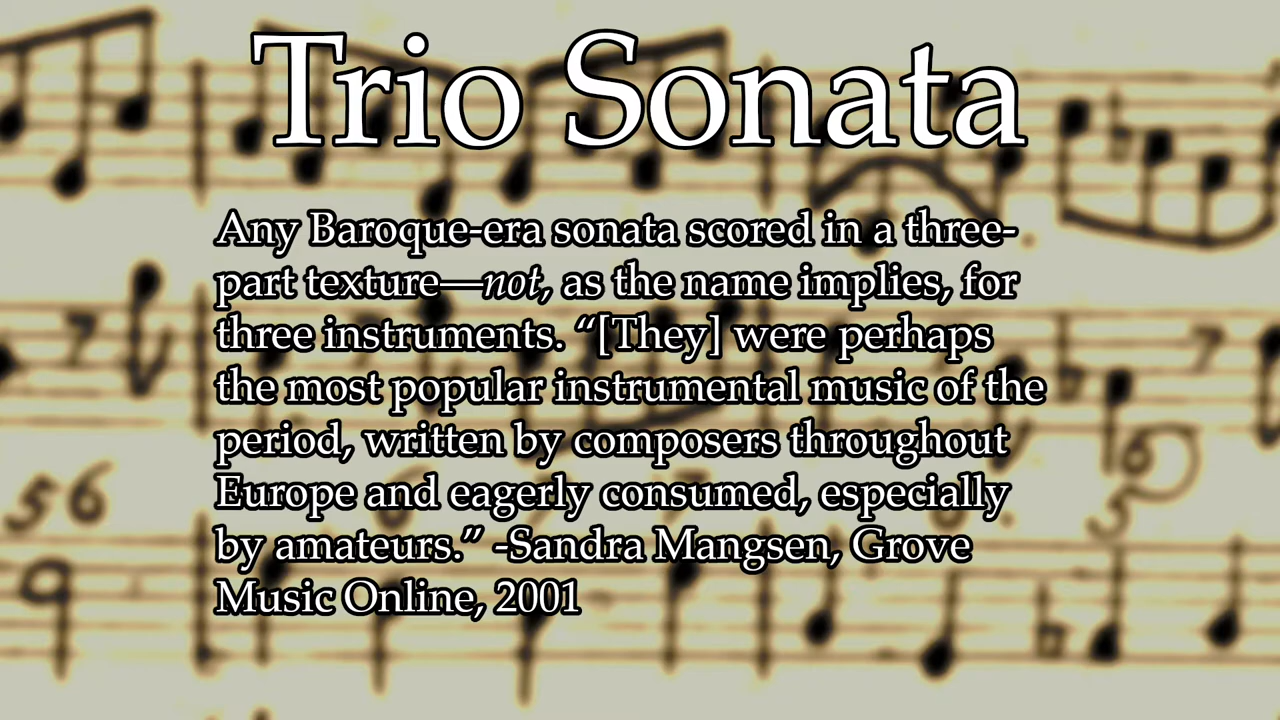 Trio Sonata
Any Baroque-era sonata scored in a three-
part texture—not, as the name implies, for
three instruments. “[They] were perhaps
the most popular instrumental music of the
period, written by composers throughout
Europe and eagerly consumed, especially
by amateurs.” -Sandra Mangsen, Grove
Music Online, 2001